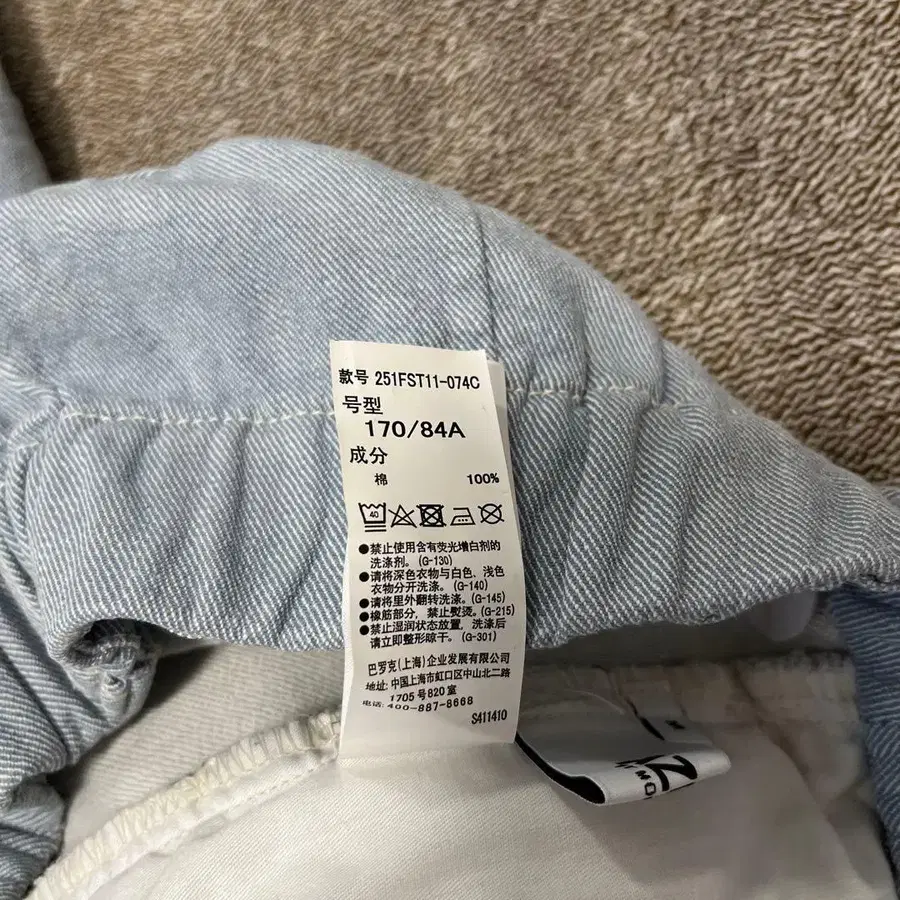 款号 251FST11-074C
号型
170/84A
成分
棉 100%
40
●禁止使用含有荧光增白剂的
洗涤剂。(G-130)
●请将深色衣物与白色、浅色
衣物分开洗涤。(G-140)
●请将里外翻转洗涤。(G-145)
●橡筋部分，禁止熨烫。(G-215)
●禁止湿润状态放置，洗涤后
请立即整形晾干。(G-301)
巴罗克(上海)企业发展有限公司
地址: 中国上海市虹口区中山北二路
1705号820室
电话: 400-887-8668
S411410